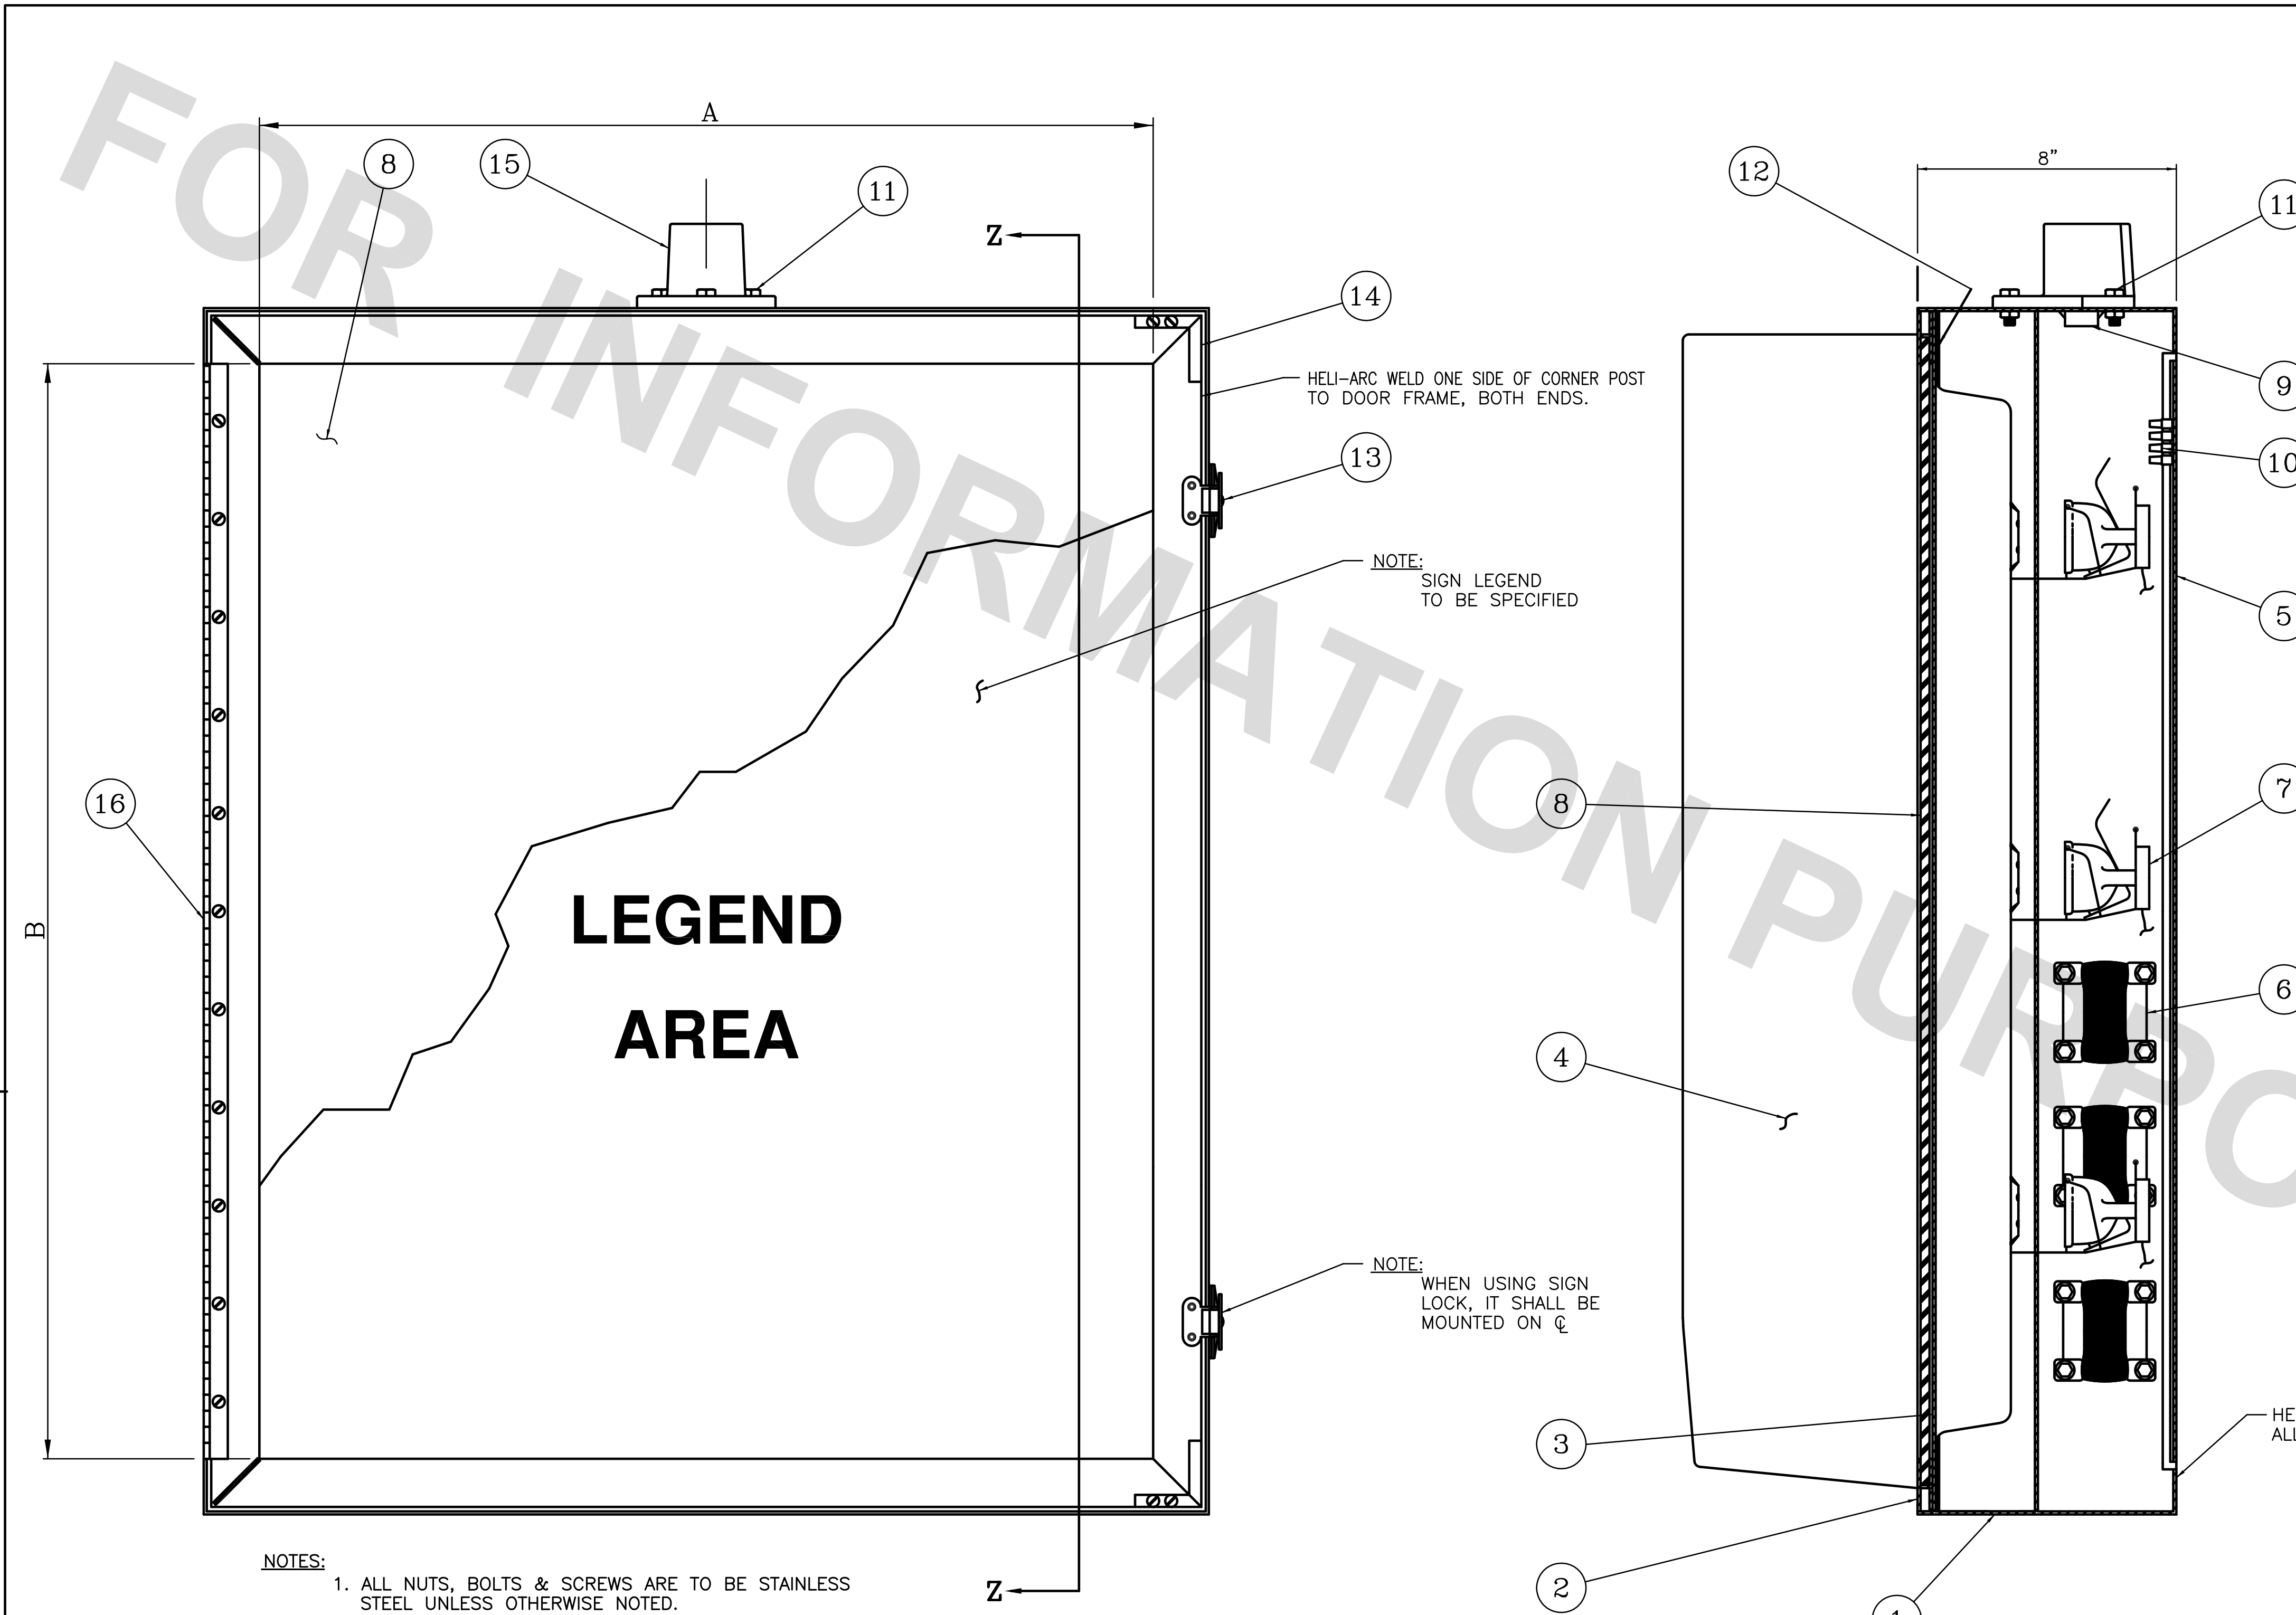 FOR INFORMATION PURPO
A
8
15
11
12
8"
11
Z
14
HELI-ARC WELD ONE SIDE OF CORNER POST
TO DOOR FRAME, BOTH ENDS.
9
13
10
NOTE:
SIGN LEGEND
TO BE SPECIFIED
5
16
8
7
B
LEGEND
AREA
6
4
NOTE:
WHEN USING SIGN
LOCK, IT SHALL BE
MOUNTED ON ℄
3
HE
ALL
2
1
Z
NOTES:
1. ALL NUTS, BOLTS & SCREWS ARE TO BE STAINLESS
STEEL UNLESS OTHERWISE NOTED.